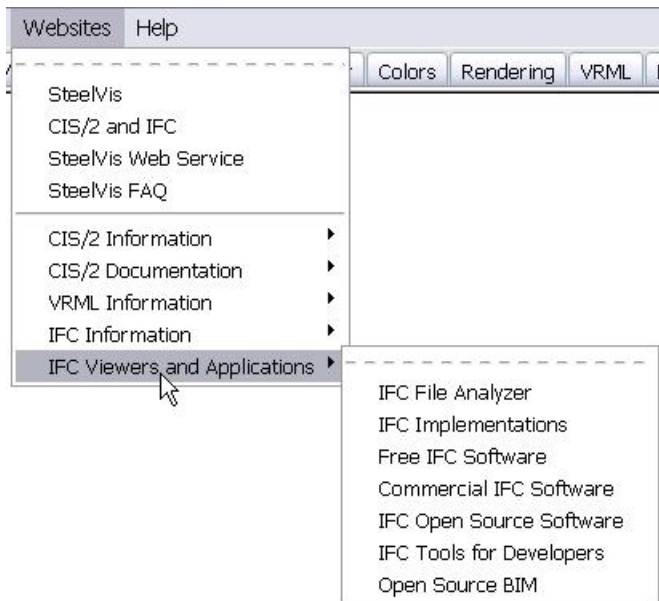 Websites Help
Colors Rendering VRML
SteelVis
CIS/2 and IFC
SteelVis Web Service
SteelVis FAQ
CIS/2 Information
CIS/2 Documentation
VRML Information
IFC Information
IFC Viewers and Applications
IFC File Analyzer
IFC Implementations
Free IFC Software
Commercial IFC Software
IFC Open Source Software
IFC Tools for Developers
Open Source BIM